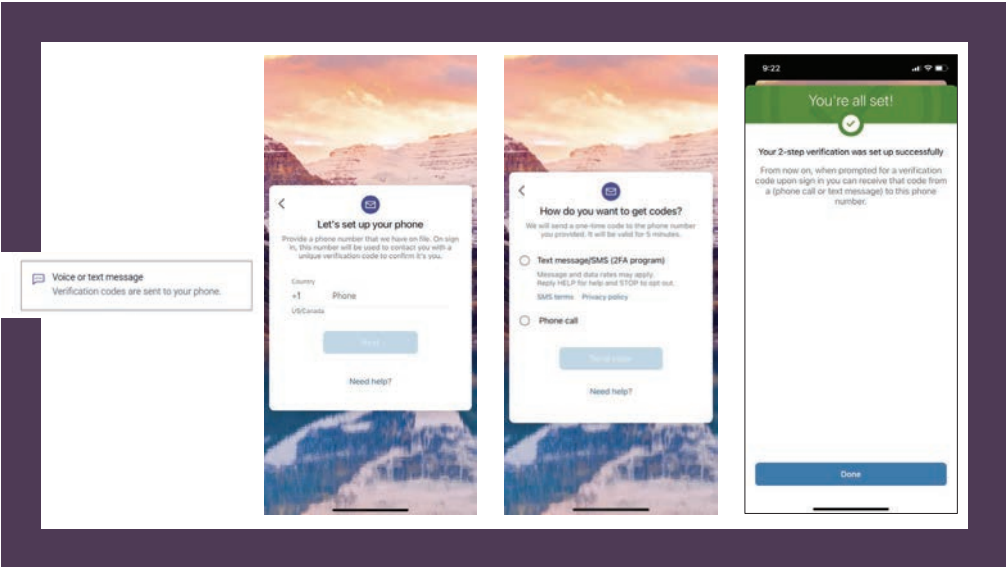 Voice or text message
Verification codes are sent to your phone.
Let's set up your phone
Provide a phone number that we have on file. On sign
in, this number will be used to contact you with a
unique verification code to confirm it's you.
Country
+1 Phone
US/Canada
Next
Need help?
How do you want to get codes?
We will send a one-time code to the phone number
you provided. It will be valid for 5 minutes.
Text message/SMS (2FA program)
Message and data rates may apply.
Reply HELP for help and STOP to opt out.
SMS terms Privacy policy
Phone call
Send code
Need help?
9:22
You're all set!
Your 2-step verification was set up successfully
From now on, when prompted for a verification
code upon sign in you can receive that code from
a (phone call or text message) to this phone
number.
Done